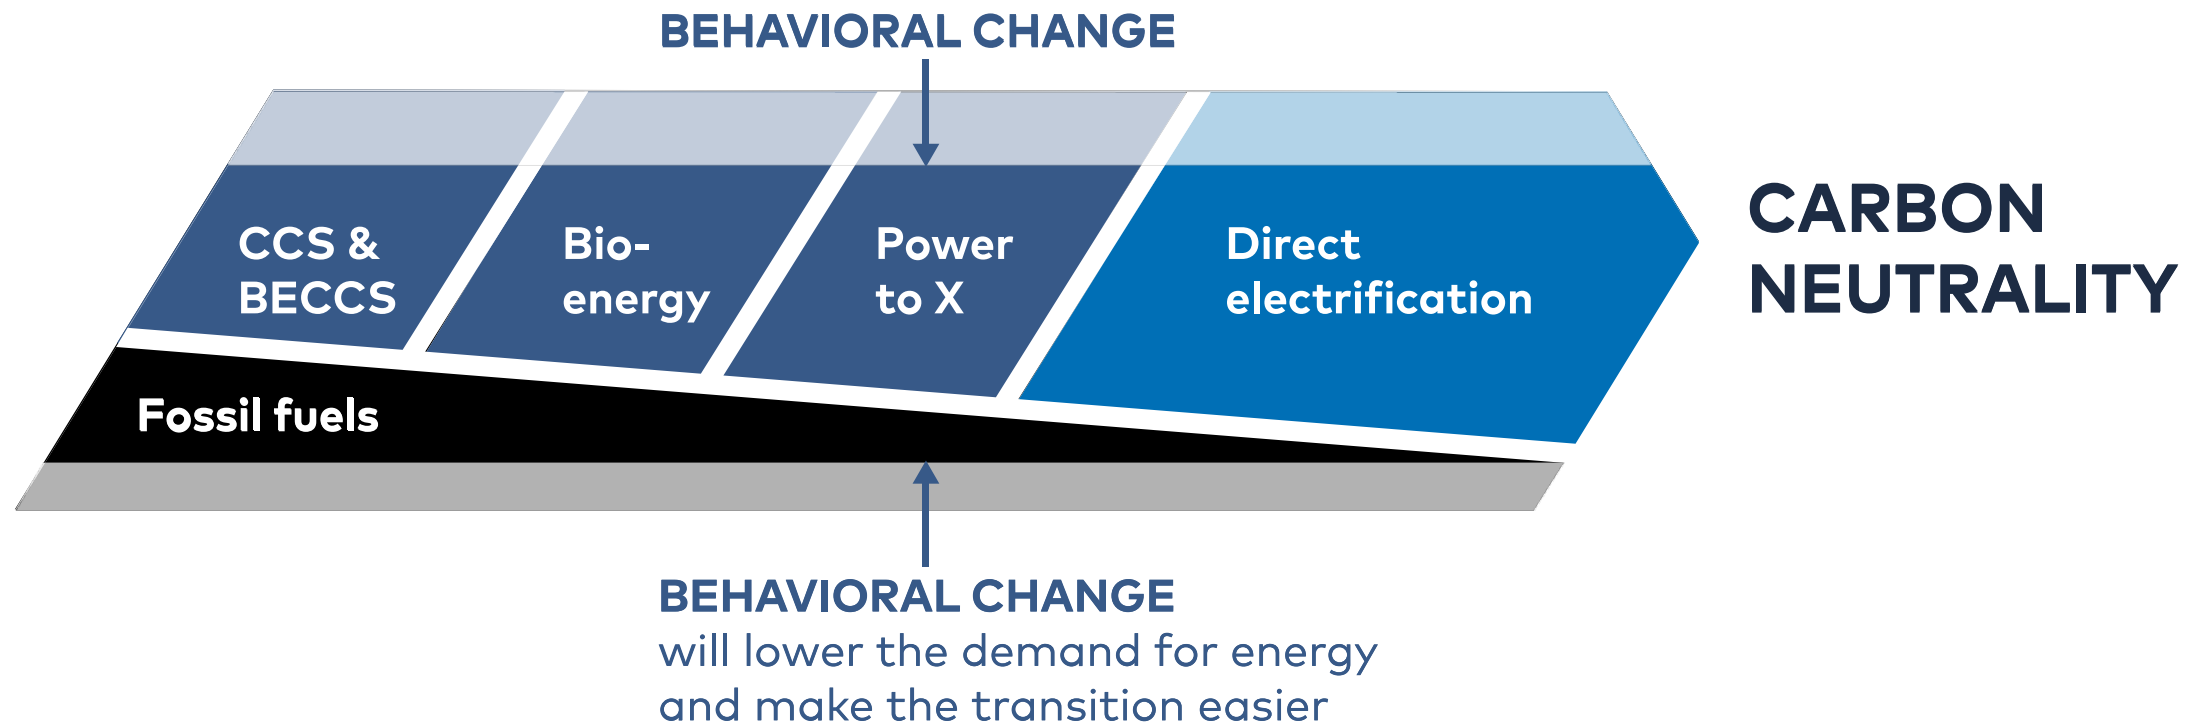 BEHAVIORAL CHANGE
CCS &
BECCS
Bio-
energy
Power
to X
Direct
electrification
CARBON
NEUTRALITY
Fossil fuels
BEHAVIORAL CHANGE
will lower the demand for energy
and make the transition easier